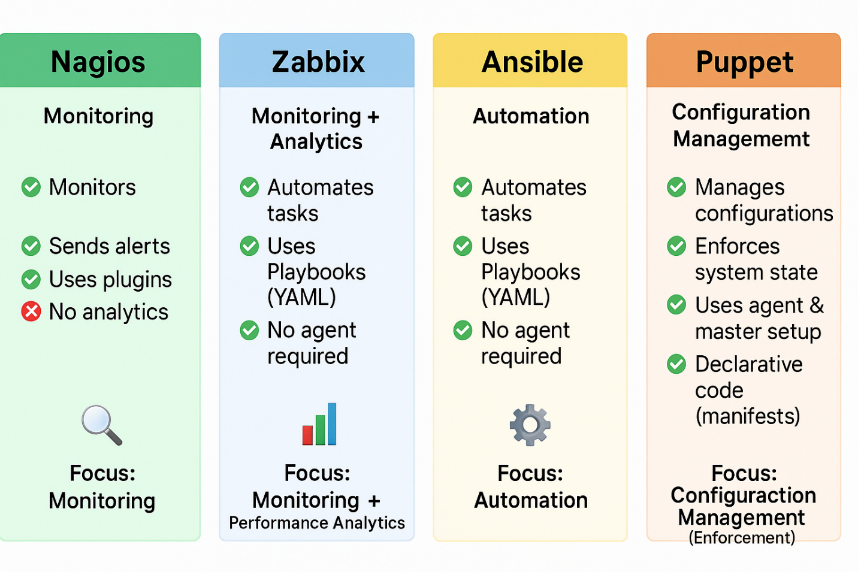 Nagios
Monitoring
Monitors
Sends alerts
Uses plugins
No analytics
Focus:
Monitoring
Zabbix
Monitoring +
Analytics
Automates
tasks
Uses
Playbooks
(YAML)
No agent
required
Focus:
Monitoring +
Performance Analytics
Ansible
Automation
Automates
tasks
Uses
Playbooks
(YAML)
No agent
required
Focus:
Automation
Puppet
Configuration
Managememt
Manages
configurations
Enforces
system state
Uses agent &
master setup
Declarative
code
(manifests)
Focus:
Configuraction
Management
(Enforcement)